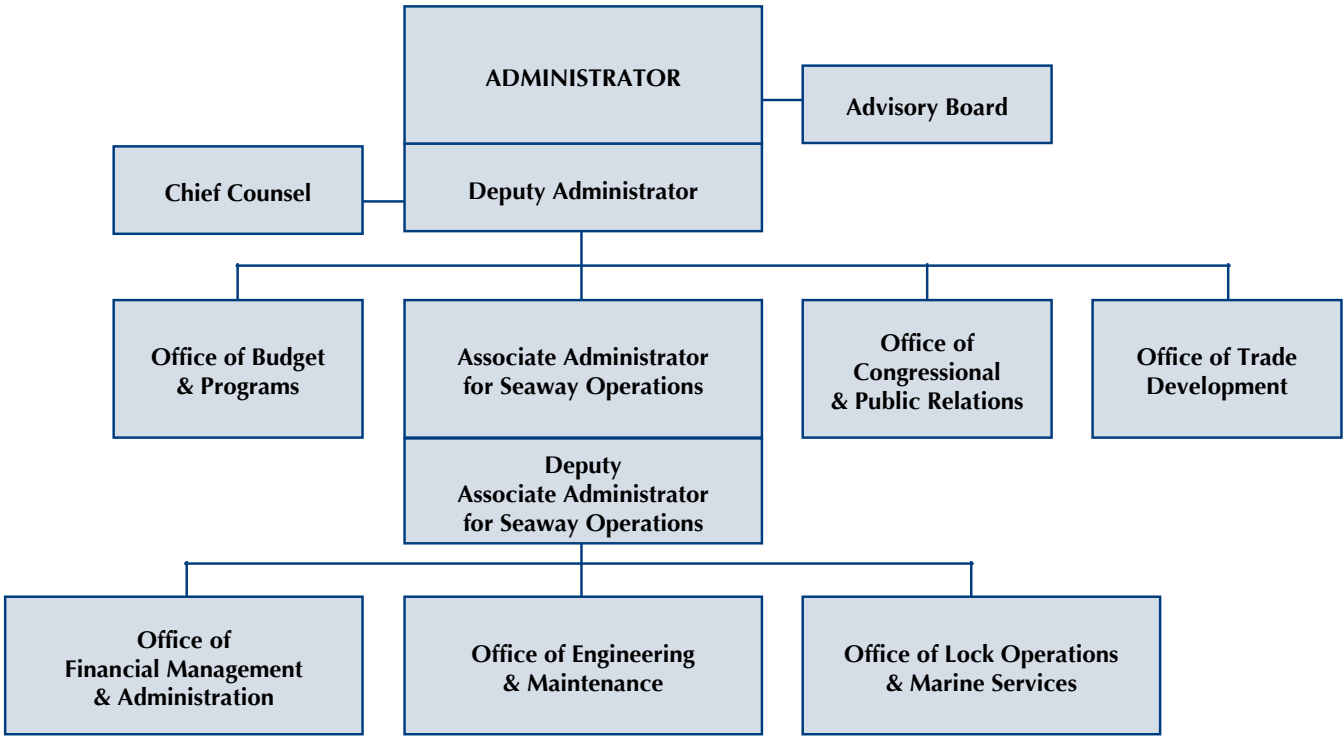 ADMINISTRATOR
Advisory Board
Chief Counsel
Deputy Administrator
Office of Budget
& Programs
Associate Administrator
for Seaway Operations
Office of
Congressional
& Public Relations
Office of Trade
Development
Deputy
Associate Administrator
for Seaway Operations
Office of
Financial Management
& Administration
Office of Engineering
& Maintenance
Office of Lock Operations
& Marine Services